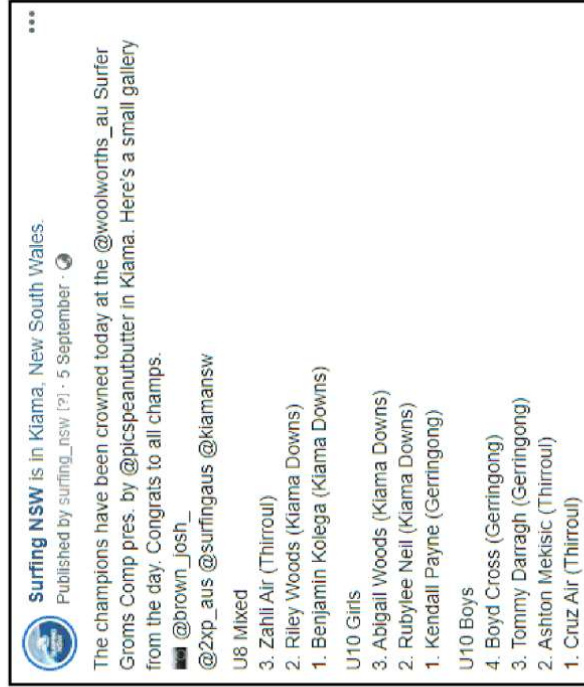 Surfing NSW is in Kiama, New South Wales.
Published by surfing_nsw [?] · 5 September ·
The champions have been crowned today at the @woolworths_au Surfer
Groms Comp pres. by @picspeanutbutter in Kiama. Here's a small gallery
from the day. Congrats to all champs.
@brown_josh_
@2xp_aus @surfingaus @kiamansw
U8 Mixed
3. Zahli Air (Thirroul)
2. Riley Woods (Kiama Downs)
1. Benjamin Kolega (Kiama Downs)
U10 Girls
3. Abigail Woods (Kiama Downs)
2. Rubylee Neil (Kiama Downs)
1. Kendall Payne (Gerringong)
U10 Boys
4. Boyd Cross (Gerringong)
3. Tommy Darragh (Gerringong)
2. Ashton Mekisic (Thirroul)
1. Cruz Air (Thirroul)